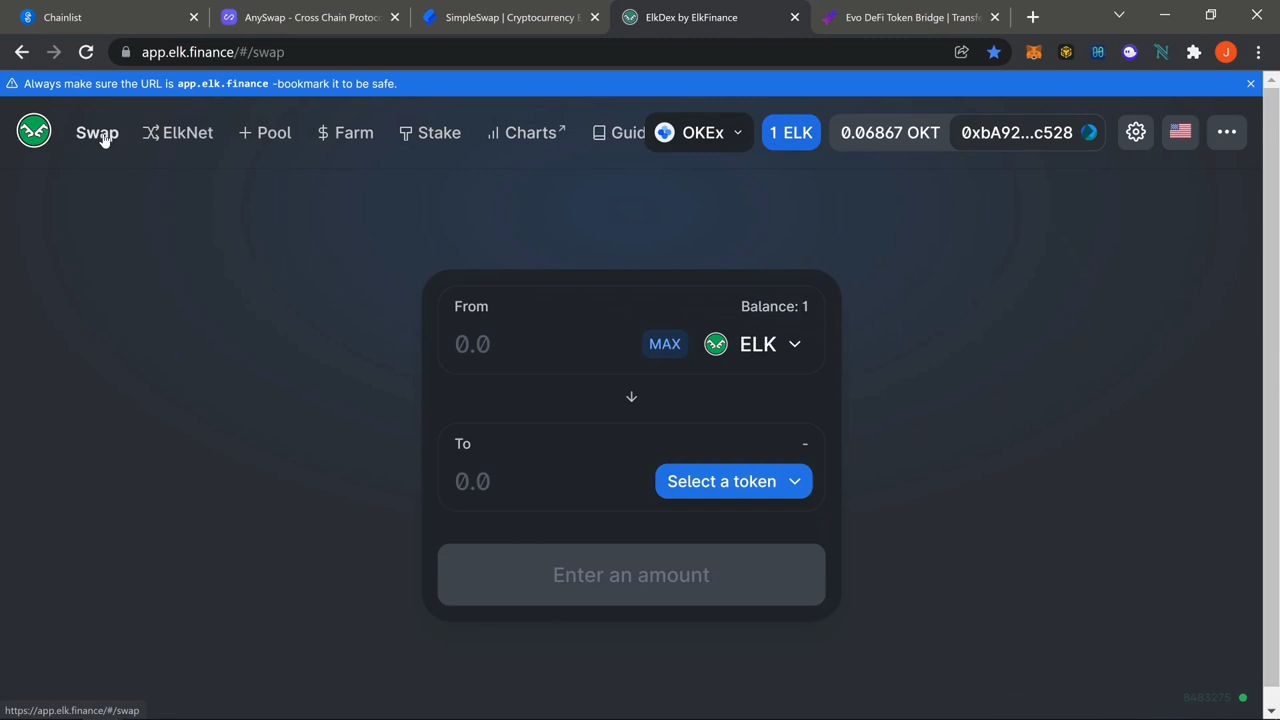 Chainlist
AnySwap - Cross Chain Protoco
SimpleSwap | Cryptocurrency E
ElkDex by ElkFinance
Evo DeFi Token Bridge | Transf
app.elk.finance/#/swap
J
Always make sure the URL is app.elk.finance -bookmark it to be safe.
Swap
ElkNet
+ Pool
$ Farm
Stake
Charts↗
Guid
OKEx
1 ELK
0.06867 OKT
0xbA92...c528
From
Balance: 1
0.0
MAX
ELK
To
-
0.0
Select a token
Enter an amount
8483275
https://app.elk.finance/#/swap